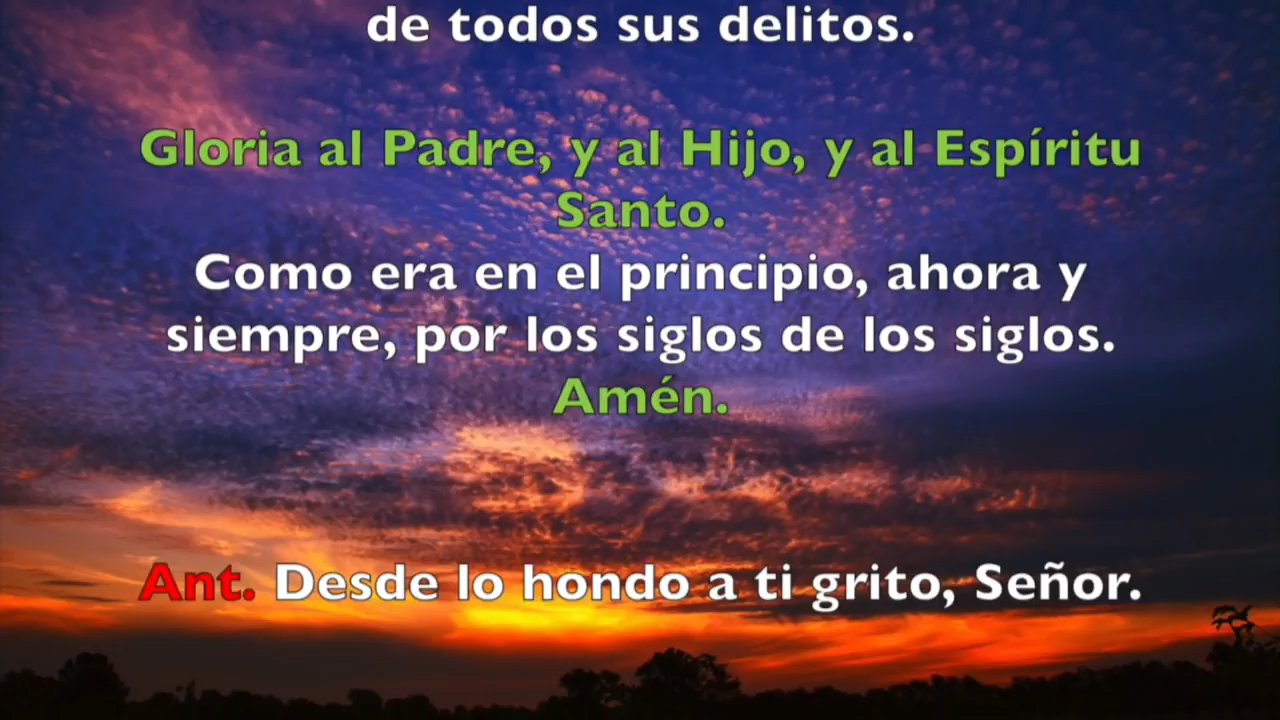 de todos sus delitos.
Gloria al Padre, y al Hijo, y al Espíritu
Santo.
Como era en el principio, ahora y
siempre, por los siglos de los siglos.
Amén.
Ant. Desde lo hondo a ti grito, Señor.